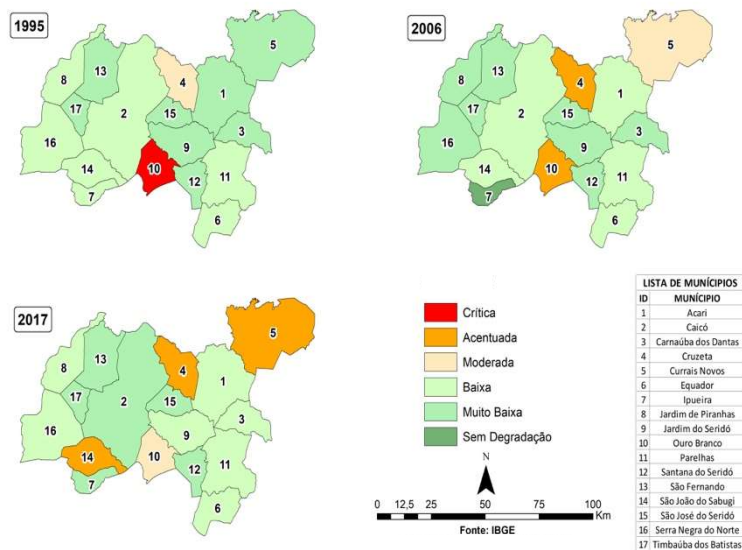 1995
5
13
8
4
1
2
17
15
3
16
9
14
10
11
12
7
6
2006
5
13
4
8
1
2
17
15
3
16
9
14
10
11
12
7
6
2017
5
13
4
8
1
2
17
15
3
16
9
14
10
11
12
7
6
Crítica
Acentuada
Moderada
Baixa
Muito Baixa
Sem Degradação
N
0 12,5 25 50 75 100
Km
Fonte: IBGE
LISTA DE MUNÍCIPIOS
ID MUNÍCIPIO
1 Acari
2 Caicó
3 Carnaúba dos Dantas
4 Cruzeta
5 Currais Novos
6 Equador
7 Ipueira
8 Jardim de Piranhas
9 Jardim do Seridó
10 Ouro Branco
11 Parelhas
12 Santana do Seridó
13 São Fernando
14 São João do Sabugi
15 São José do Seridó
16 Serra Negra do Norte
17 Timbaúba dos Batistas